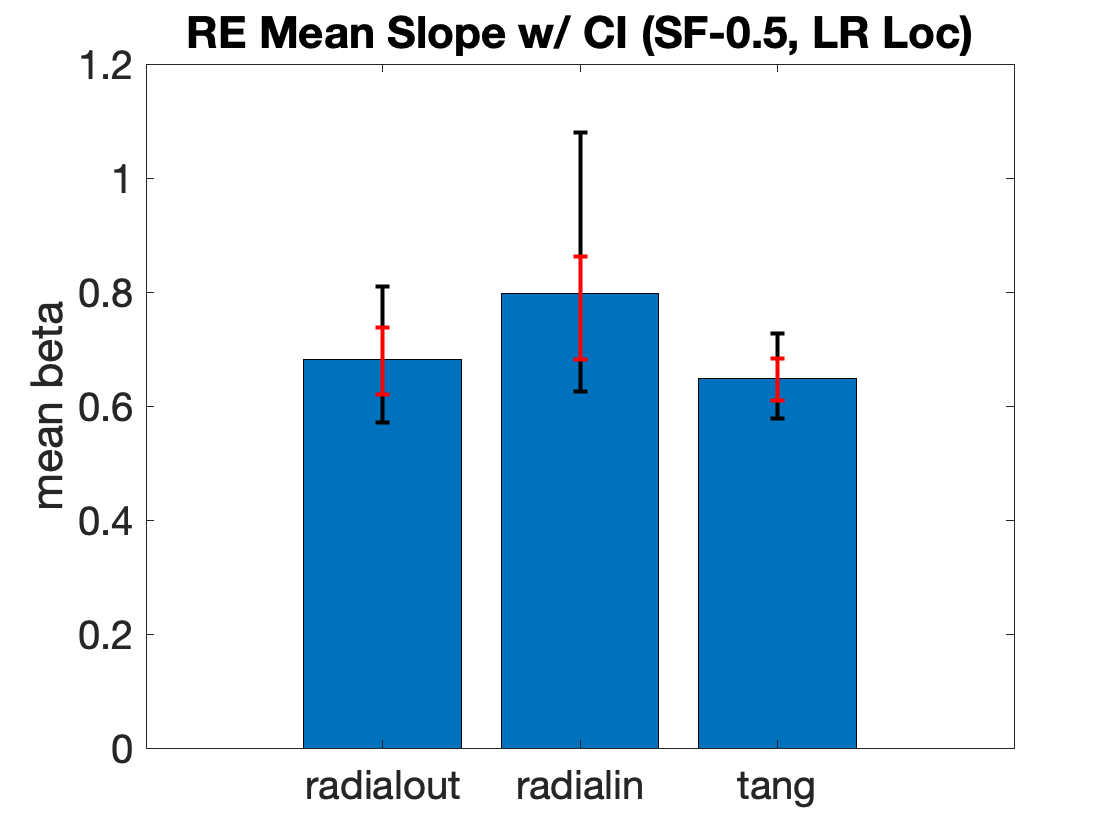 RE Mean Slope w/ CI (SF-0.5, LR Loc)
1.2
1
0.8
0.6
0.4
0.2
0
mean beta
radialout
radialin
tang